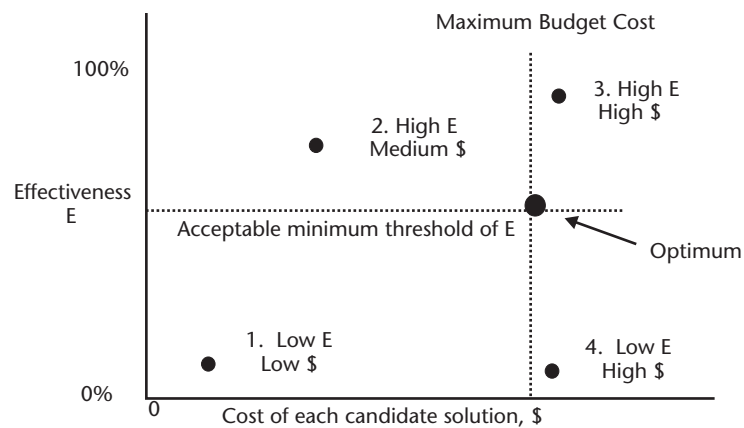 Maximum Budget Cost
100%
3. High E
High $
2. High E
Medium $
Effectiveness
E
Acceptable minimum threshold of E
Optimum
1. Low E
Low $
4. Low E
High $
0%
0
Cost of each candidate solution, $